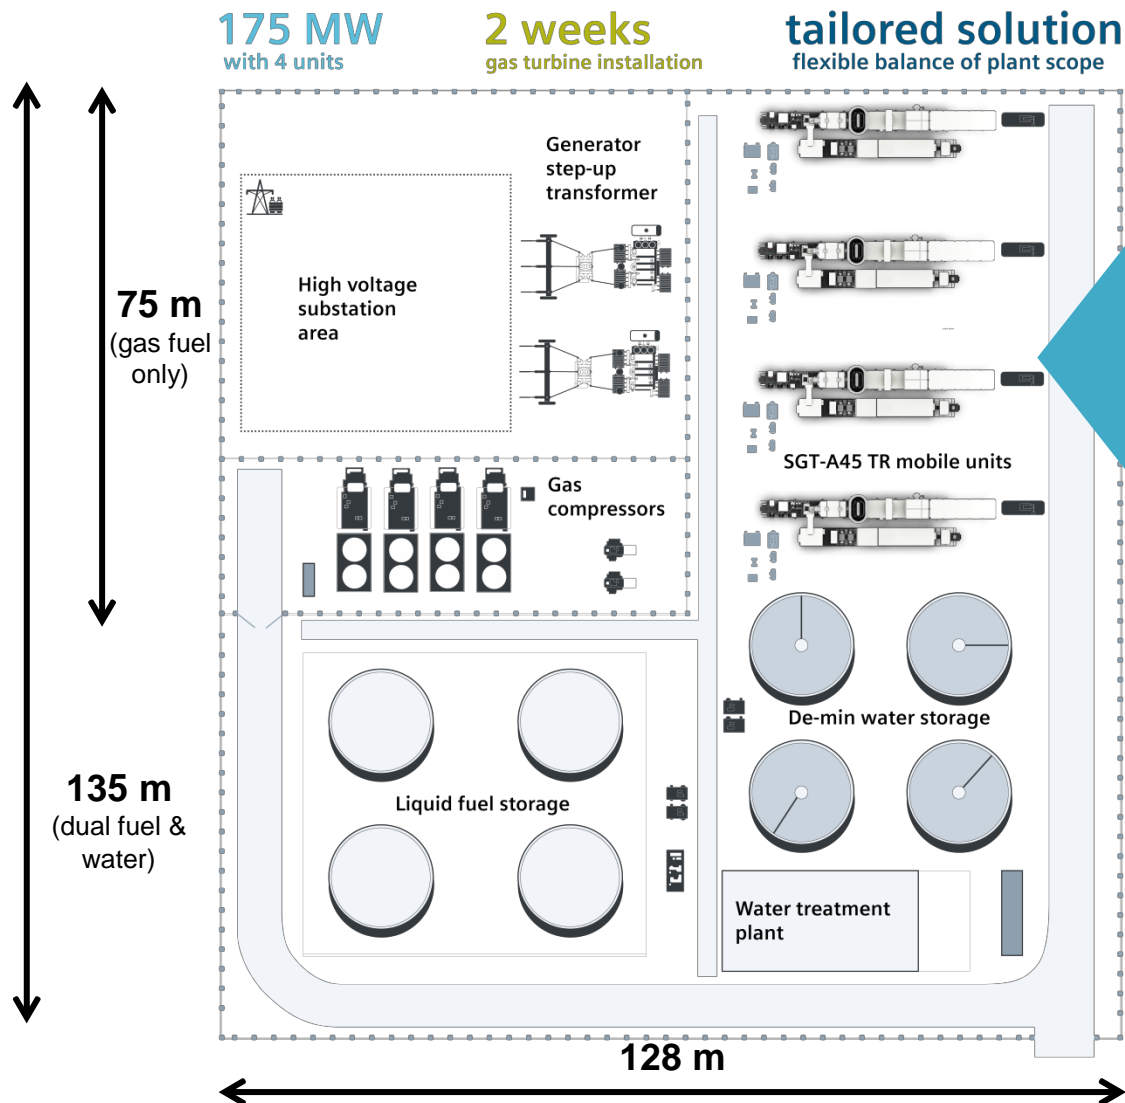 175 MW
with 4 units
2 weeks
gas turbine installation
tailored solution
flexible balance of plant scope
Generator
step-up
transformer
High voltage
substation
area
75 m
(gas fuel
only)
SGT-A45 TR mobile units
Gas
compressors
De-min water storage
135 m
(dual fuel &
water)
Liquid fuel storage
Water treatment
plant
128 m